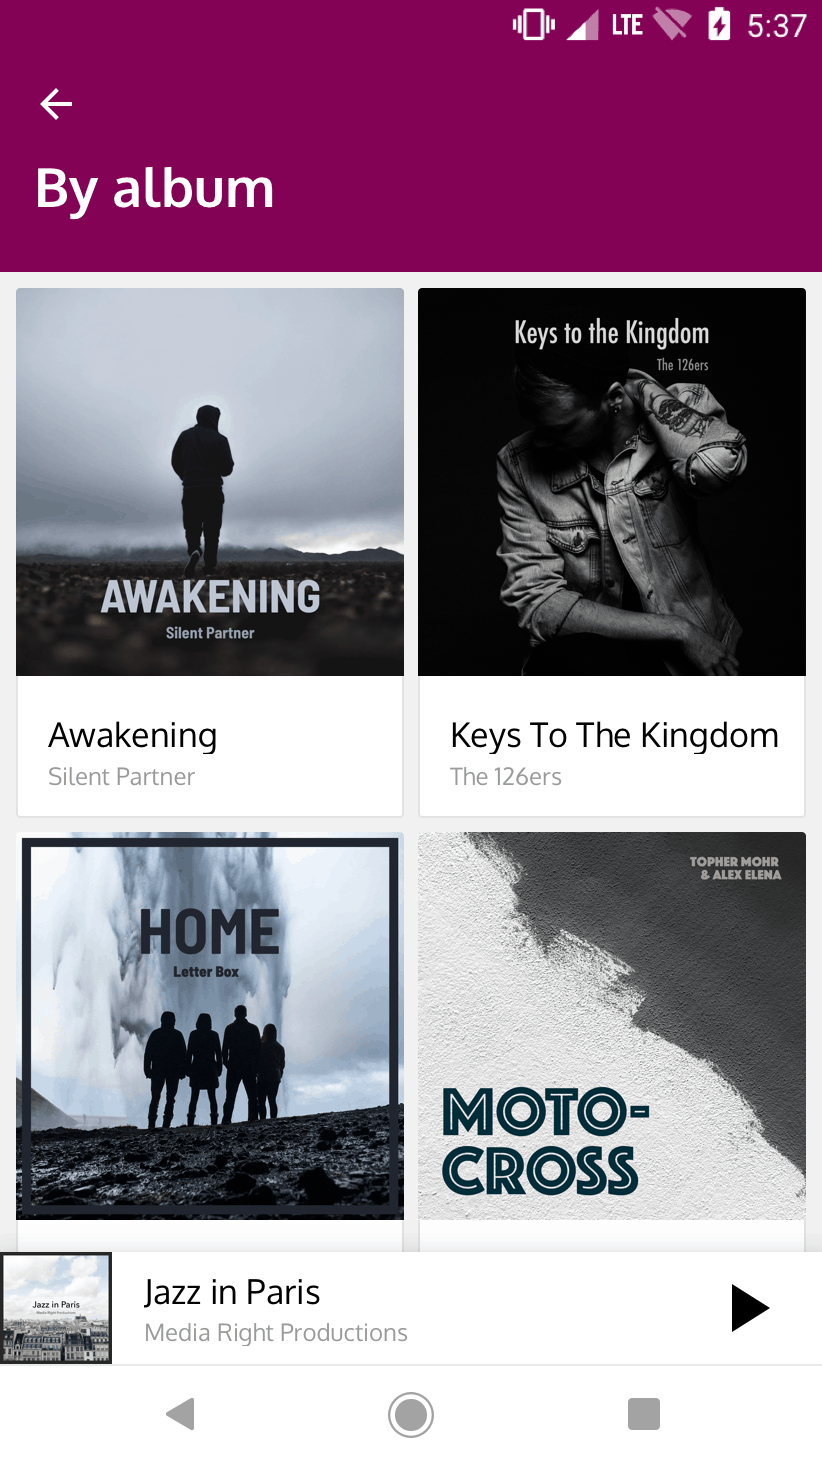 LTE 5:37
By album
Keys to the Kingdom
The 126ers
AWAKENING
Silent Partner
Awakening
Silent Partner
Keys To The Kingdom
The 126ers
HOME
Letter Box
TOPHER MOHR
& ALEX ELENA
MOTO-
CROSS
Jazz in Paris
Media Right Productions
Jazz in Paris
Media Right Productions